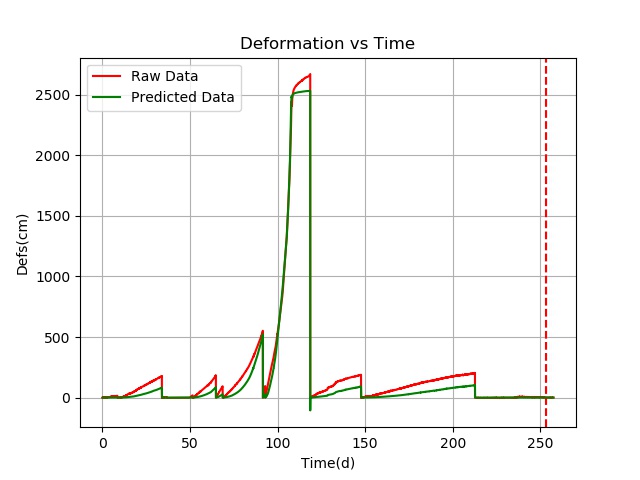 Deformation vs Time
Raw Data
Predicted Data
Defs(cm)
2500
2000
1500
1000
500
0
0 50 100 150 200 250
Time(d)